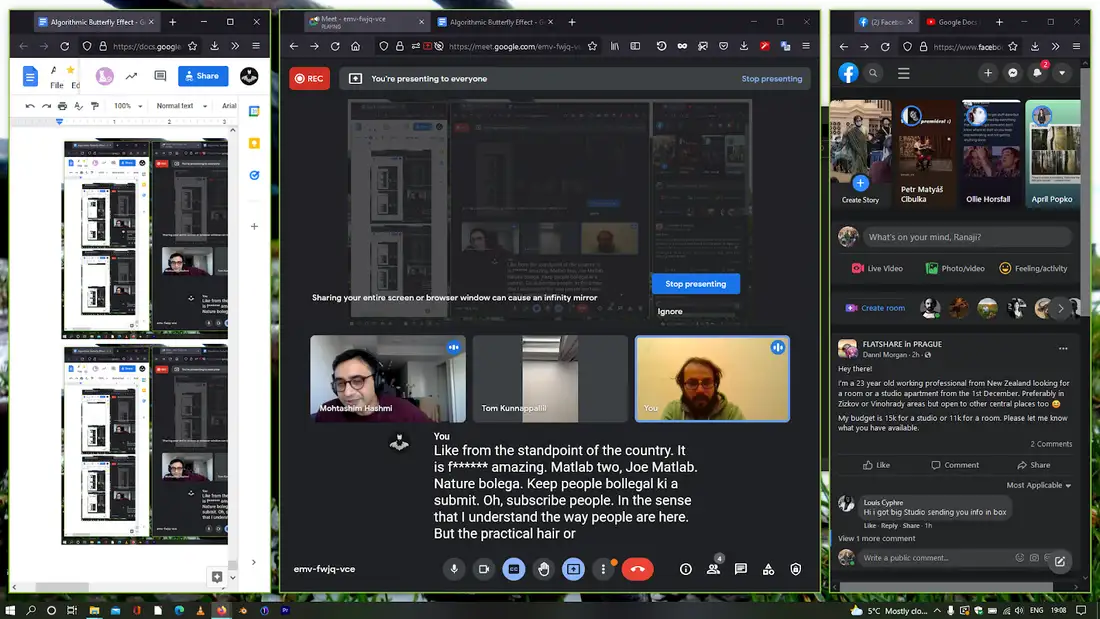 Algorithmic Butterfly Effect - G
https://docs.google
File
Ed
Share
100%
Normal text
Arial
1
2
Meet - emv-fwjq-vce
PLAYING
Algorithmic Butterfly Effect - Go
https://meet.google.com/emv-fwjq-v
REC
You're presenting to everyone
Stop presenting
Sharing your entire screen or browser window can cause an infinity mirror
Stop presenting
Ignore
Mohtashim Hashmi
Tom Kunnappallil
You
You
Like from the standpoint of the country. It
is f****** amazing. Matlab two, Joe Matlab.
Nature bolega. Keep people bollegal ki a
submit. Oh, subscribe people. In the sense
that I understand the way people are here.
But the practical hair or
emv-fwjq-vce
CC
4
(2) Facebook
Google Docs
https://www.facebo
2
Create Story
Petr Matyáš
Cibulka
Ollie Horsfall
April Popko
What's on your mind, Ranaji?
Live Video
Photo/video
Feeling/activity
Create room
FLATSHARE in PRAGUE
Danni Morgan · 2h ·
Hey there!
I'm a 23 year old working professional from New Zealand looking for
a room or a studio apartment from the 1st December. Preferably in
Zizkov or Vinohrady areas but open to other central places too 😊
My budget is 15k for a studio or 11k for a room. Please let me know
what you have available.
2 Comments
Like
Comment
Share
Most Applicable
Louis Cyphre
Hi i got big Studio sending you info in box
Like · Reply · Share · 1h
View 1 more comment
Write a public comment...
5°C Mostly clo...
ENG
19:08